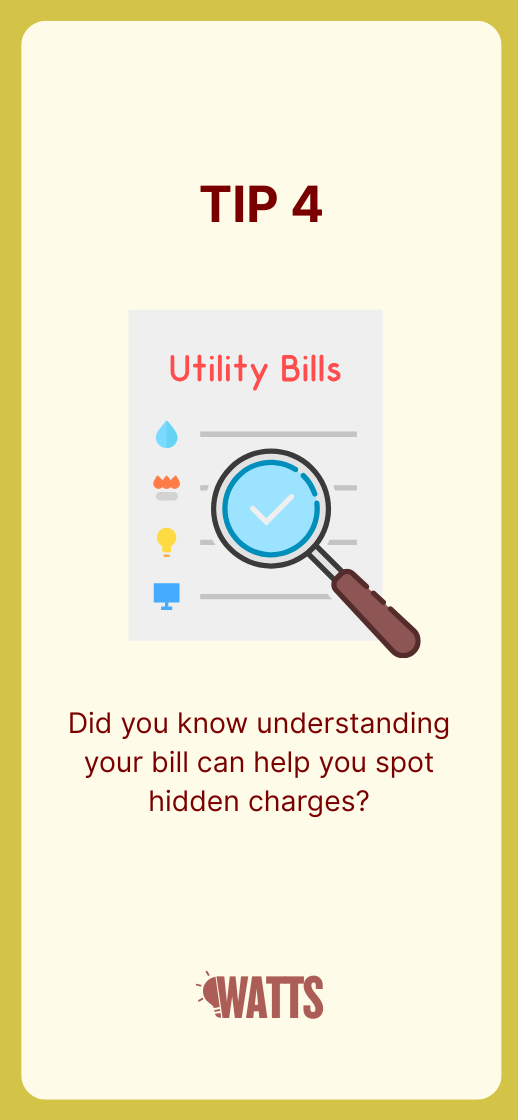 TIP 4
Utility Bills
Did you know understanding
your bill can help you spot
hidden charges?
WATTS